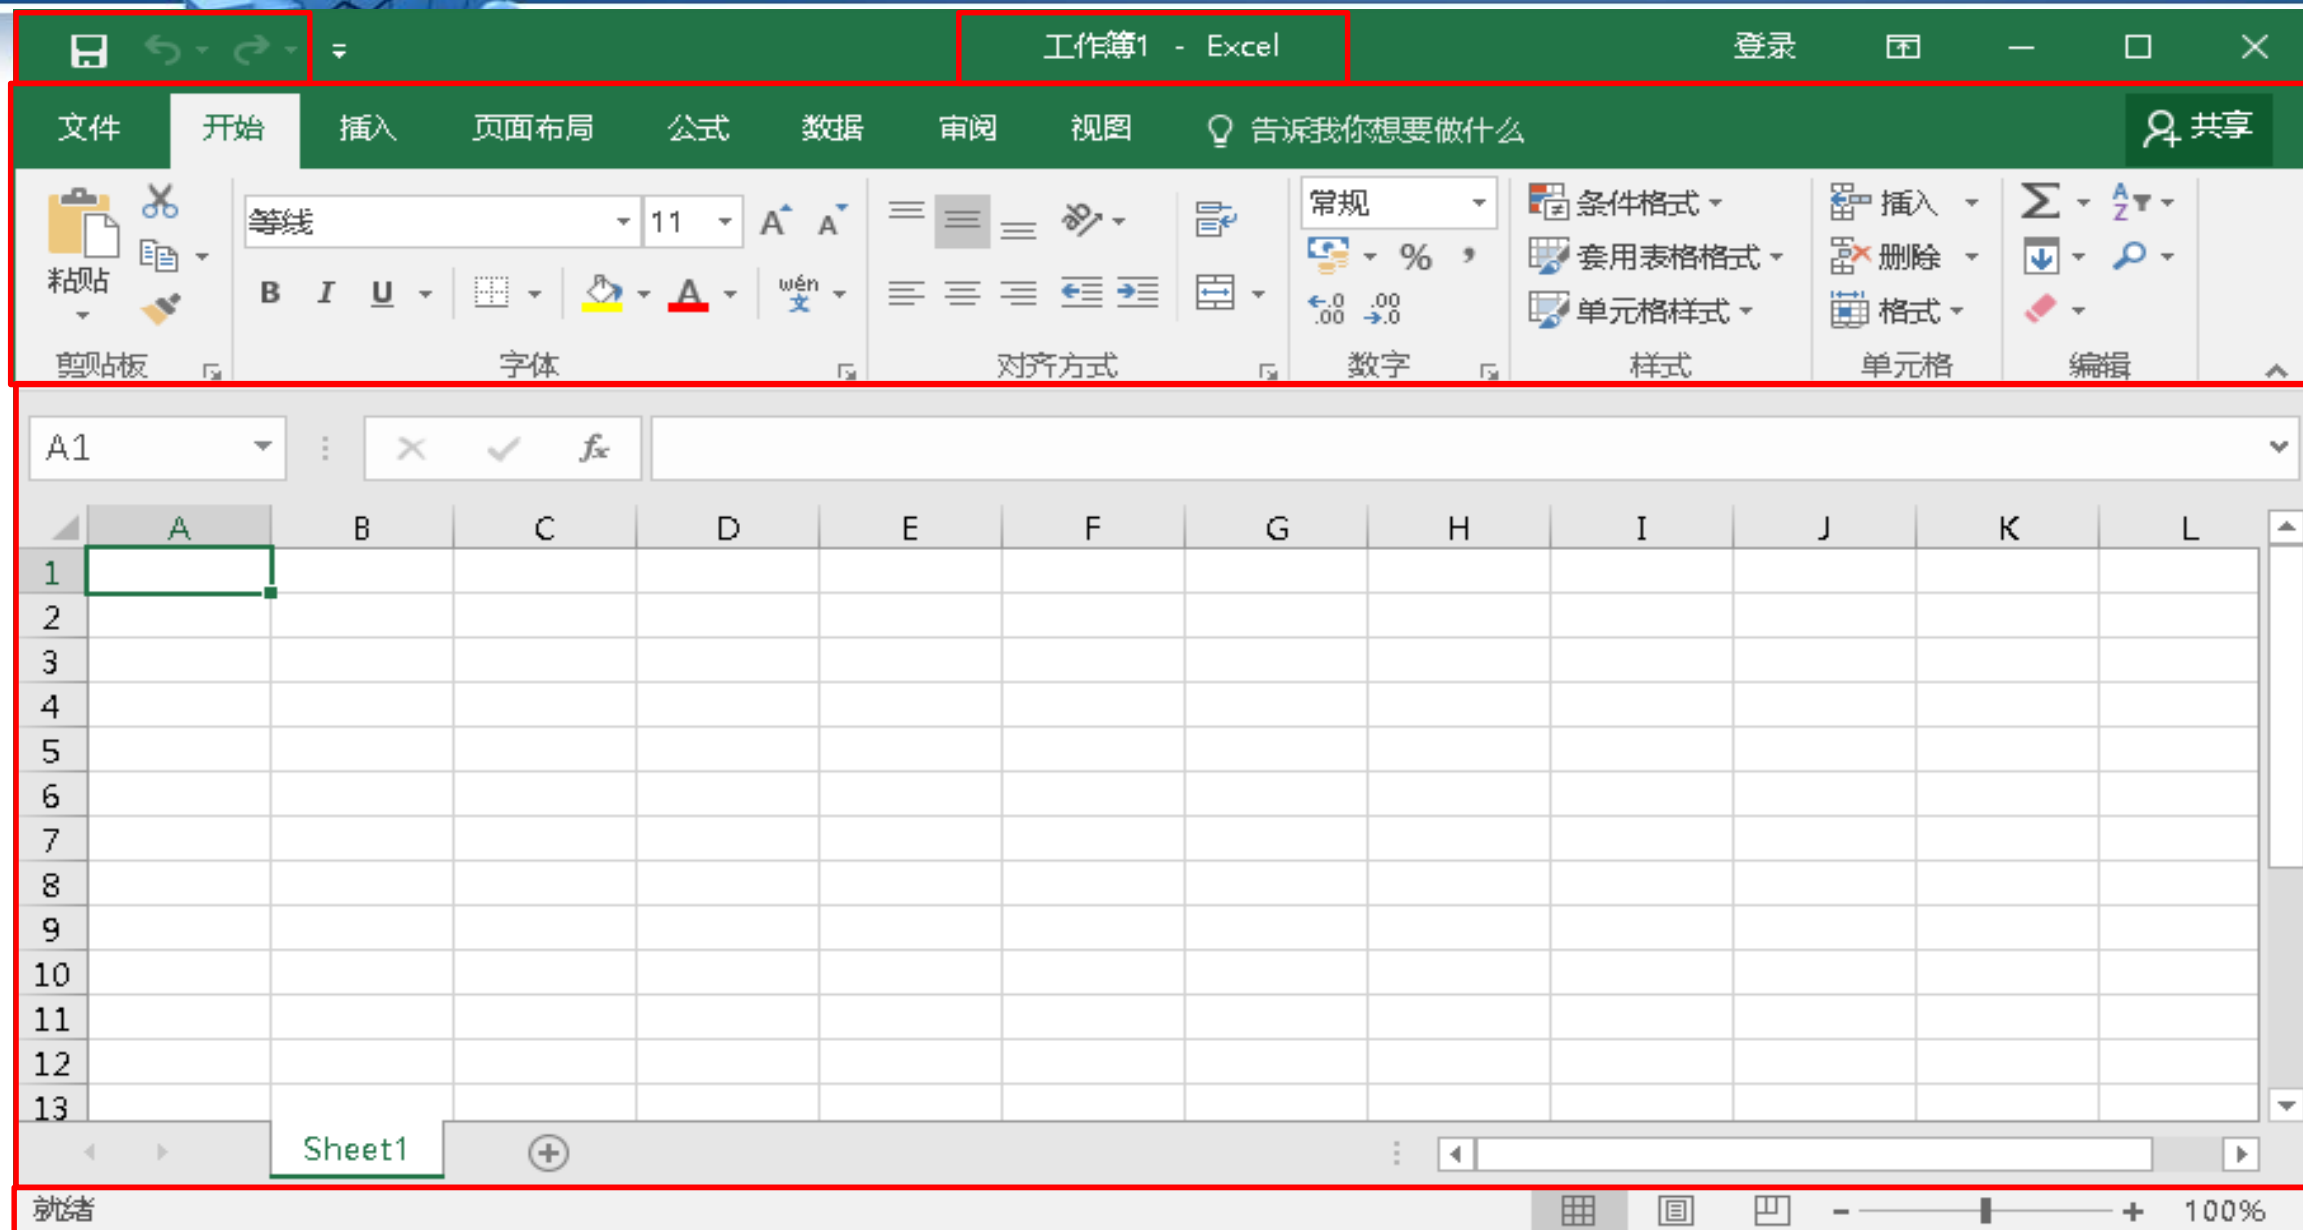 工作簿1 - Excel 登录
文件 开始 插入 页面布局 公式 数据 审阅 视图 告诉我你想要做什么 共享
等线 11 A A 常规 条件格式 插入 Σ
粘贴 % , 套用表格格式 删除
B I U A wén 文 .0 .00 .00 .0 单元格样式 格式
剪贴板 字体 对齐方式 数字 样式 单元格 编辑
A1 fx
A B C D E F G H I J K L
1
2
3
4
5
6
7
8
9
10
11
12
13
Sheet1
就绪 100%